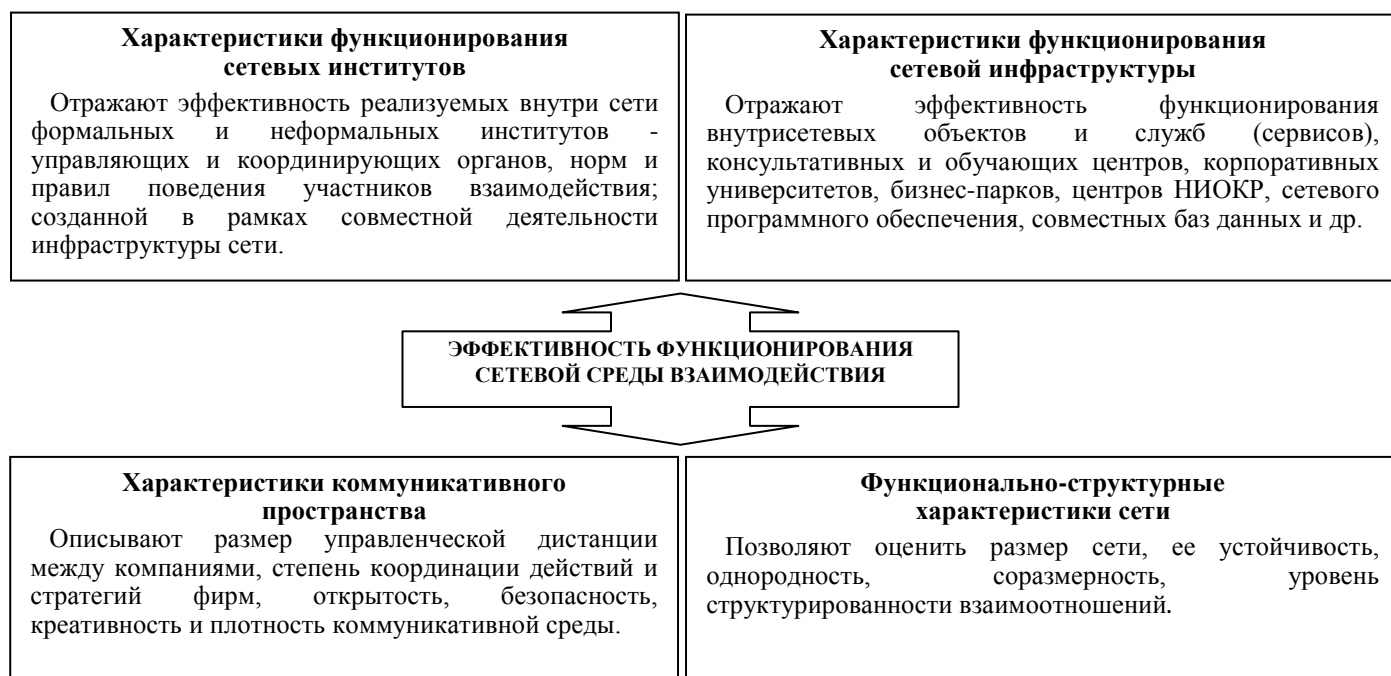 Характеристики функционирования
сетевых институтов
Отражают эффективность реализуемых внутри сети
формальных и неформальных институтов -
управляющих и координирующих органов, норм и
правил поведения участников взаимодействия;
созданной в рамках совместной деятельности
инфраструктуры сети.
Характеристики функционирования
сетевой инфраструктуры
Отражают эффективность функционирования
внутрисетевых объектов и служб (сервисов),
консультативных и обучающих центров, корпоративных
университетов, бизнес-парков, центров НИОКР, сетевого
программного обеспечения, совместных баз данных и др.
ЭФФЕКТИВНОСТЬ ФУНКЦИОНИРОВАНИЯ
СЕТЕВОЙ СРЕДЫ ВЗАИМОДЕЙСТВИЯ
Характеристики коммуникативного
пространства
Описывают размер управленческой дистанции
между компаниями, степень координации действий и
стратегий фирм, открытость, безопасность,
креативность и плотность коммуникативной среды.
Функционально-структурные
характеристики сети
Позволяют оценить размер сети, ее устойчивость,
однородность, соразмерность, уровень
структурированности взаимоотношений.